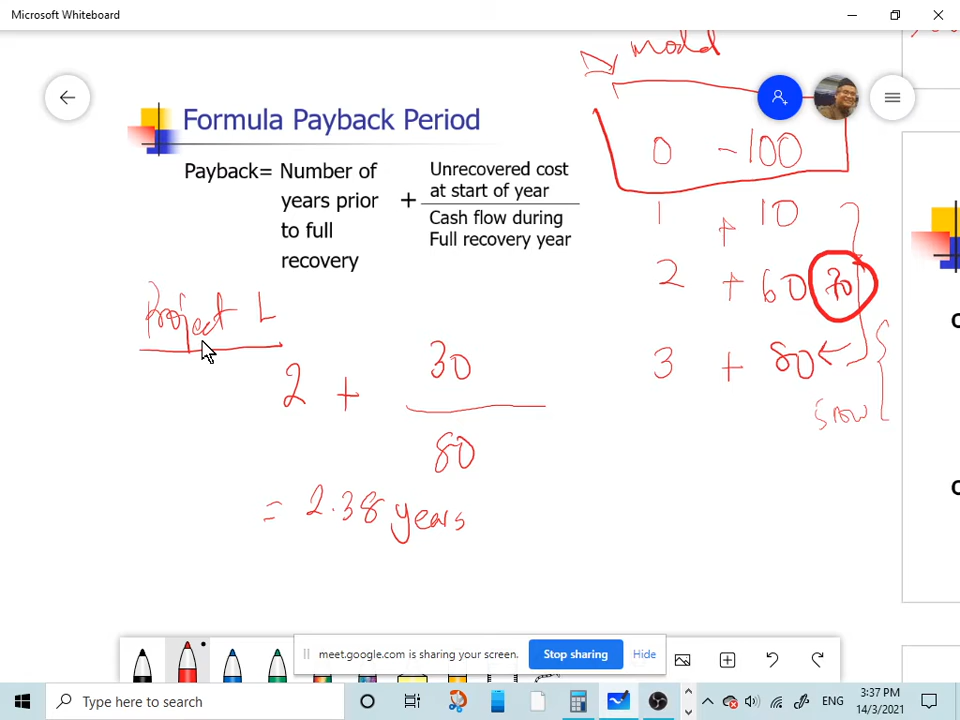 Microsoft Whiteboard
modal
Formula Payback Period
Payback= Number of years prior to full recovery + Unrecovered cost at start of year
Cash flow during Full recovery year
0 -100
1 +10
2 +60 70
3 +80
Slow
Project L
2 + 30
80
= 2.38 years
meet.google.com is sharing your screen.
Stop sharing
Hide
Type here to search
ENG
3:37 PM
14/3/2021